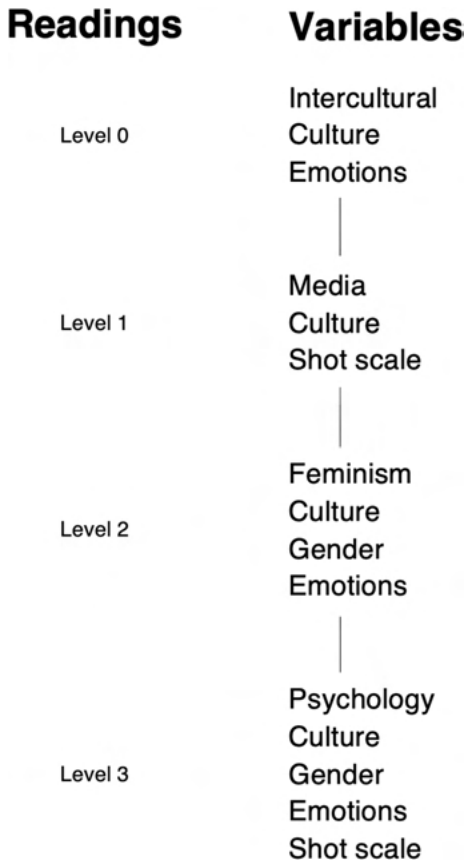 Readings Variables
Intercultural
Level 0 Culture
Emotions
Media
Level 1 Culture
Shot scale
Feminism
Culture
Level 2
Gender
Emotions
Psychology
Culture
Level 3 Gender
Emotions
Shot scale